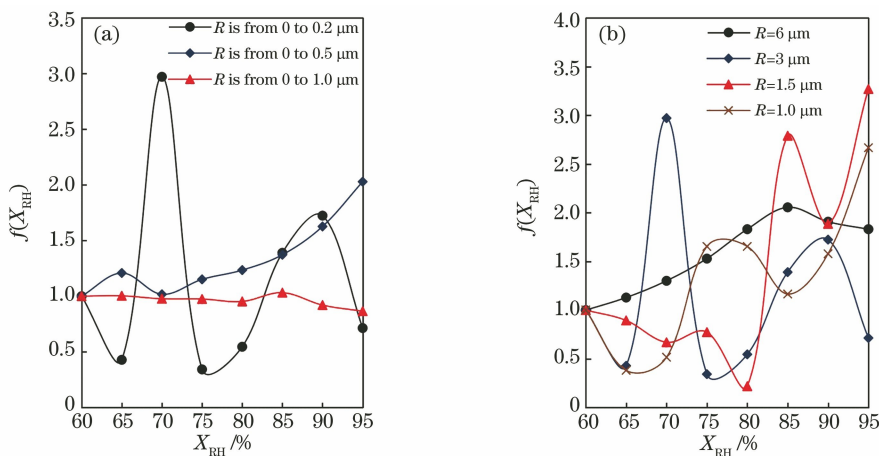 (a)
R is from 0 to 0.2 μm
R is from 0 to 0.5 μm
R is from 0 to 1.0 μm
3.5
3.0
2.5
2.0
1.5
1.0
0.5
0
f(X_RH)
60 65 70 75 80 85 90 95
X_RH /%
(b)
R=6 μm
R=3 μm
R=1.5 μm
R=1.0 μm
4.0
3.5
3.0
2.5
2.0
1.5
1.0
0.5
0
f(X_RH)
60 65 70 75 80 85 90 95
X_RH /%